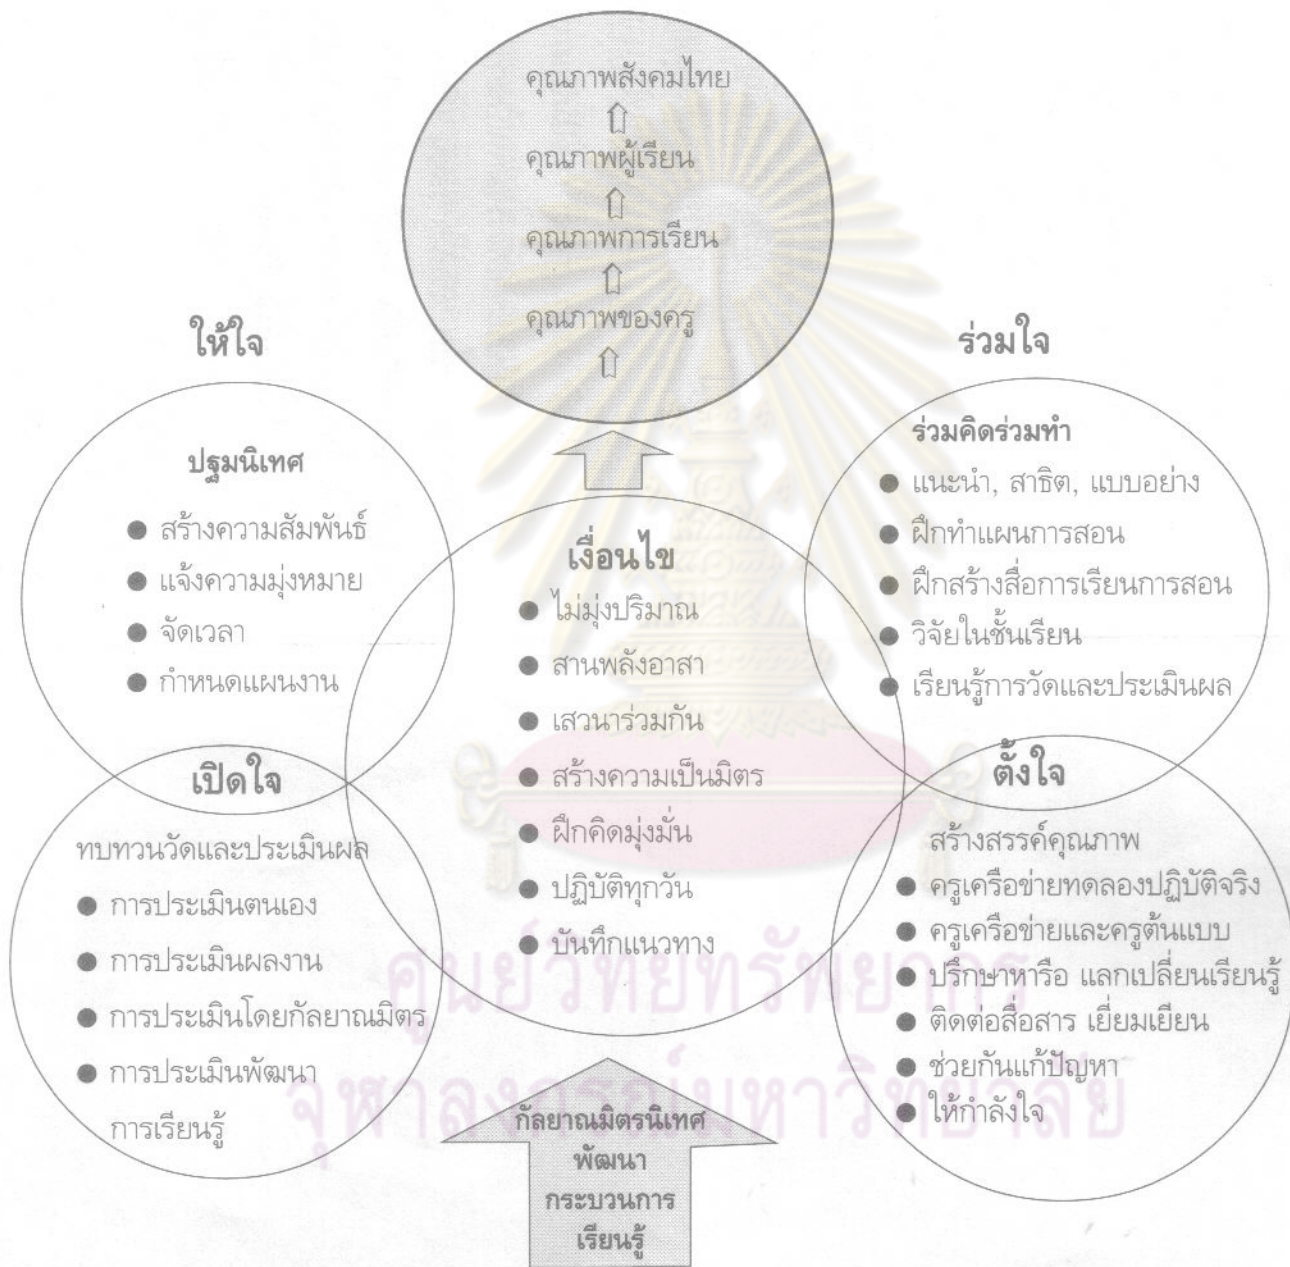 คุณภาพสังคมไทย
คุณภาพผู้เรียน
คุณภาพการเรียน
คุณภาพของครู
ให้ใจ
ปฐมนิเทศ
● สร้างความสัมพันธ์
● แจ้งความมุ่งหมาย
● จัดเวลา
● กำหนดแผนงาน
ร่วมใจ
ร่วมคิดร่วมทำ
● แนะนำ, สาธิต, แบบอย่าง
● ฝึกทำแผนการสอน
● ฝึกสร้างสื่อการเรียนการสอน
● วิจัยในชั้นเรียน
● เรียนรู้การวัดและประเมินผล
เงื่อนไข
● ไม่มุ่งปริมาณ
● สานพลังอาสา
● เสวนาร่วมกัน
● สร้างความเป็นมิตร
● ฝึกคิดมุ่งมั่น
● ปฏิบัติทุกวัน
● บันทึกแนวทาง
เปิดใจ
ทบทวนวัดและประเมินผล
● การประเมินตนเอง
● การประเมินผลงาน
● การประเมินโดยกัลยาณมิตร
● การประเมินพัฒนา
การเรียนรู้
ตั้งใจ
สร้างสรรค์คุณภาพ
● ครูเครือข่ายทดลองปฏิบัติจริง
● ครูเครือข่ายและครูต้นแบบ
● ปรึกษาหารือ แลกเปลี่ยนเรียนรู้
● ติดต่อสื่อสาร เยี่ยมเยียน
● ช่วยกันแก้ปัญหา
● ให้กำลังใจ
กัลยาณมิตรนิเทศ
พัฒนา
กระบวนการ
เรียนรู้
ศูนย์วิทยทรัพยากร
จุฬาลงกรณ์มหาวิทยาลัย